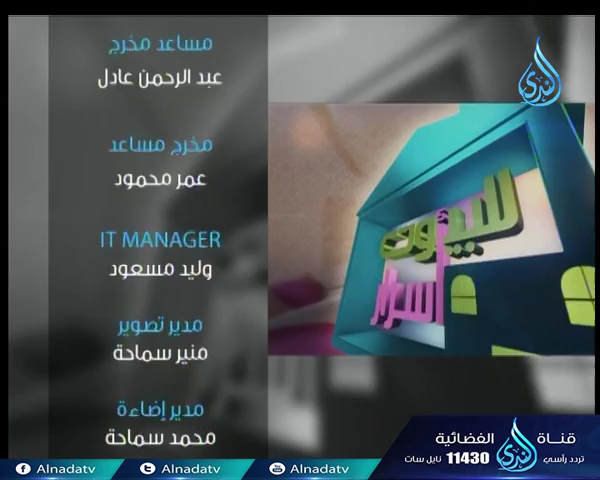 مساعد مخرج
عبد الرحمن عادل
مخرج مساعد
عمر محمود
IT MANAGER
وليد مسعود
مدير تصوير
منير سماحة
مدير إضاءة
محمد سماحة
الندى
للبيوت
أسرار
قناة الندى الفضائية
تردد رأسي 11430 نايل سات
Alnadatv
Alnadatv
Alnadatv